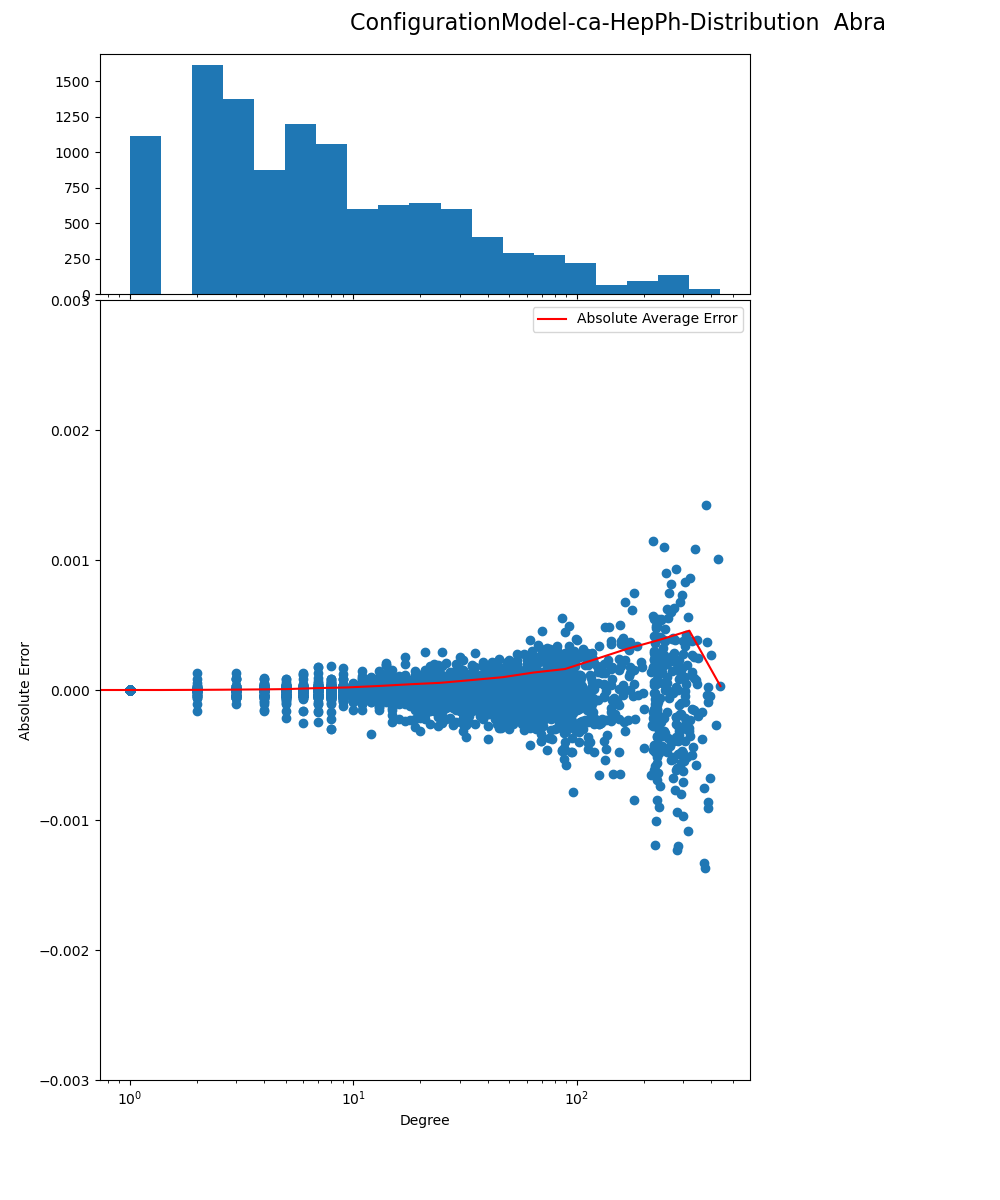 ConfigurationModel-ca-HepPh-Distribution  Abra
1500
1250
1000
750
500
250
0
0.003
Absolute Average Error
0.002
0.001
0.000
−0.001
−0.002
−0.003
Absolute Error
10^0 10^1 10^2
Degree